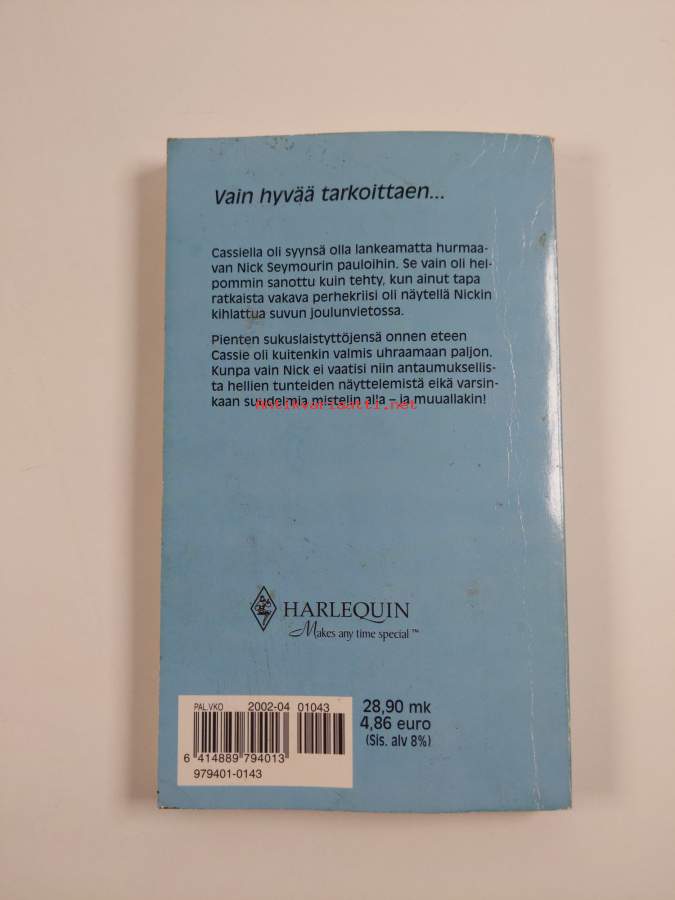 Vain hyvää tarkoittaen...
Cassiella oli syynsä olla lankeamatta hurmaa-
van Nick Seymourin pauloihin. Se vain oli hel-
pommin sanottu kuin tehty, kun ainut tapa
ratkaista vakava perhekriisi oli näytellä Nickin
kihlattua suvun joulunvietossa.
Pienten sukuslaistyttöjensä onnen eteen
Cassie oli kuitenkin valmis uhraamaan paljon.
Kunpa vain Nick ei vaatisi niin antaumuksellis-
ta hellien tunteiden näyttelemistä eikä varsin-
kaan suudelmia mistelin alla – ja muuallakin!
Antikvariaatti.net
HARLEQUIN
Makes any time special™
PAL.VKO 2002-04 01043
6 414889 794013
979401-0143
28,90 mk
4,86 euro
(Sis. alv 8%)